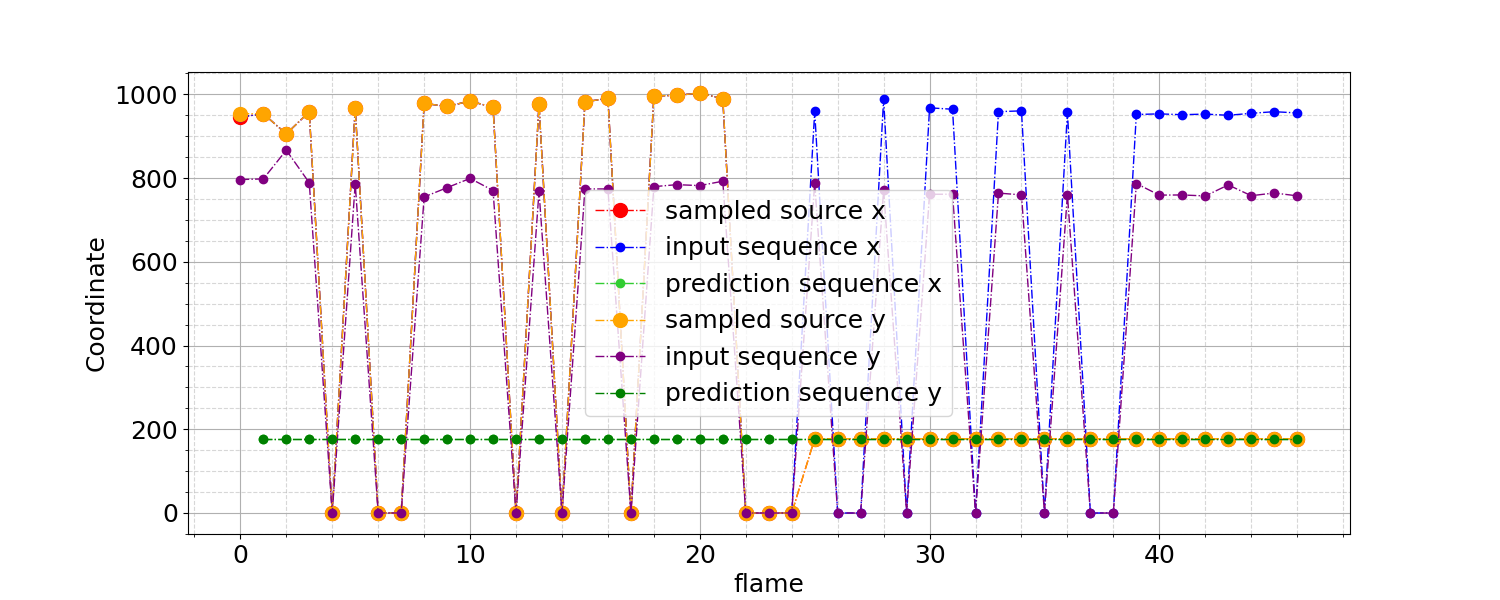 1000
800
600
400
200
0
Coordinate
sampled source x
input sequence x
prediction sequence x
sampled source y
input sequence y
prediction sequence y
0 10 20 30 40
flame